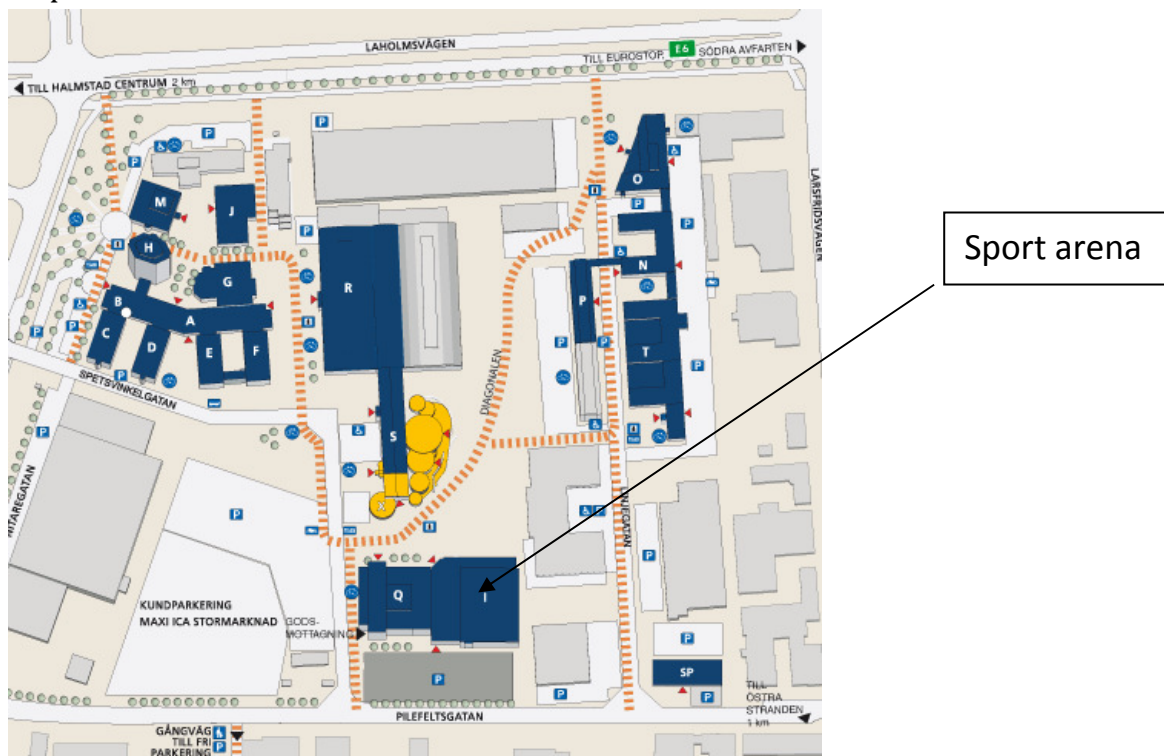 LAHOLMSVÄGEN
TILL EUROSTOP, E6 SÖDRA AVFARTEN
TILL HALMSTAD CENTRUM 2 km
P
P
P
P
O
M
J
P
LARSFRIDSVÄGEN
H
P
P
Sport arena
G
N
R
P
B
A
P
P
C
D
E
F
P
P
T
P
P
SPETSVINKELGATAN
DIAGONALEN
P
S
X
P
LINJEGATAN
P
P
KUNDPARKERING
MAXI ICA STORMARKNAD
GODS-
MOTTAGNING
Q
I
P
P
SP
P
P
PILEFELTSGATAN
TILL
ÖSTRA
STRANDEN
1 km
GÅNGVÄG
TILL FRI
PARKERING
P